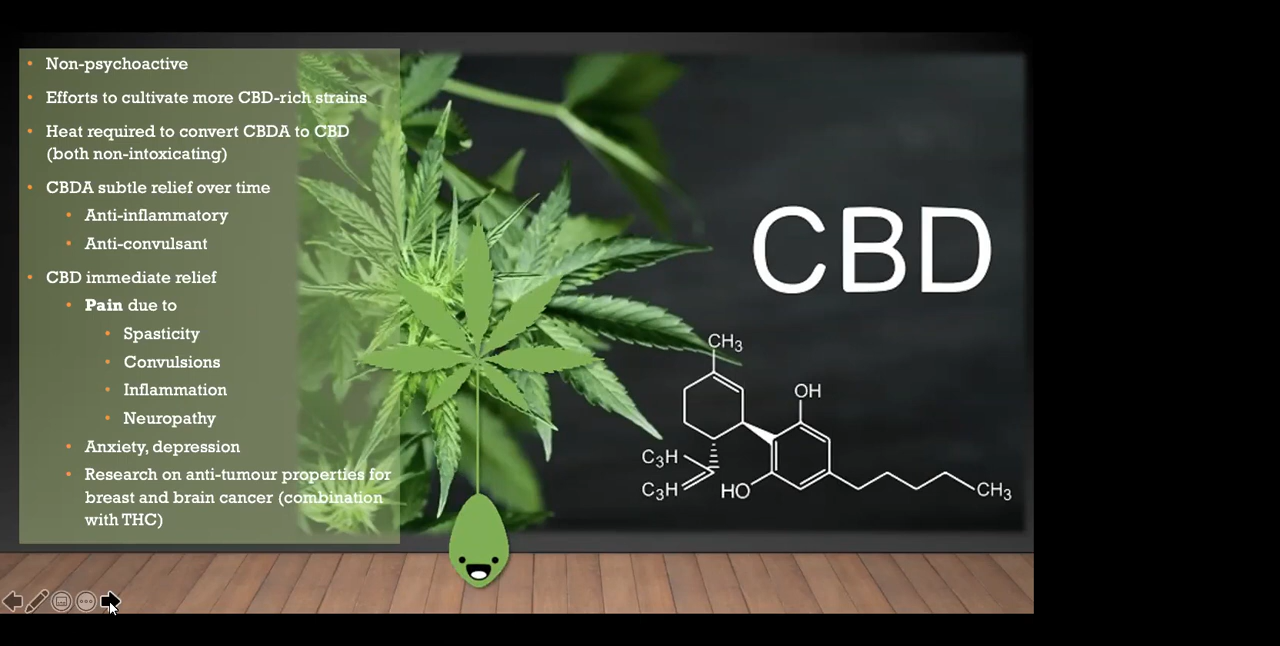 • Non-psychoactive
• Efforts to cultivate more CBD-rich strains
• Heat required to convert CBDA to CBD
(both non-intoxicating)
• CBDA subtle relief over time
• Anti-inflammatory
• Anti-convulsant
• CBD immediate relief
• Pain due to
• Spasticity
• Convulsions
• Inflammation
• Neuropathy
• Anxiety, depression
• Research on anti-tumour properties for
breast and brain cancer (combination
with THC)
CBD
CH₃
OH
C₃H
C₃H
HO
CH₃